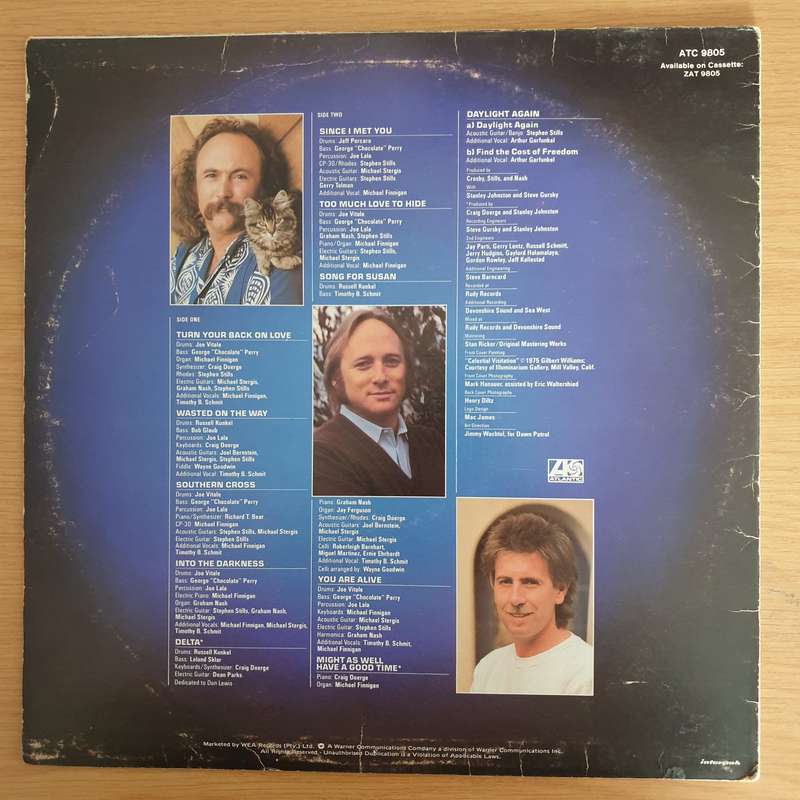 ATC 9805
Available on Cassette:
ZAT 9805
SIDE ONE
TURN YOUR BACK ON LOVE
Drums: Joe Vitale
Bass: George "Chocolate" Perry
Organ: Michael Finnigan
Synthesizer: Craig Doerge
Rhodes: Stephen Stills
Electric Guitars: Michael Stergis,
Graham Nash, Stephen Stills
Additional Vocals: Michael Finnigan,
Timothy B. Schmit
WASTED ON THE WAY
Drums: Russell Kunkel
Bass: Bob Glaub
Percussion: Joe Lala
Keyboards: Craig Doerge
Acoustic Guitars: Joel Bernstein,
Michael Stergis, Stephen Stills
Fiddle: Wayne Goodwin
Additional Vocal: Timothy B. Schmit
SOUTHERN CROSS
Drums: Joe Vitale
Bass: George "Chocolate" Perry
Percussion: Joe Lala
Piano/Synthesizer: Richard T. Bear
CP-30: Michael Finnigan
Acoustic Guitars: Stephen Stills, Michael Stergis
Electric Guitar: Stephen Stills
Additional Vocals: Michael Finnigan
Timothy B. Schmit
INTO THE DARKNESS
Drums: Joe Vitale
Bass: George "Chocolate" Perry
Percussion: Joe Lala
Electric Piano: Michael Finnigan
Organ: Graham Nash
Electric Guitar: Stephen Stills, Graham Nash,
Michael Stergis
Additional Vocals: Michael Finnigan, Michael Stergis,
Timothy B. Schmit
DELTA*
Drums: Russell Kunkel
Bass: Leland Sklar
Keyboards/Synthesizer: Craig Doerge
Electric Guitar: Dean Parks
Dedicated to Dan Lewis
SIDE TWO
SINCE I MET YOU
Drums: Jeff Porcaro
Bass: George "Chocolate" Perry
Percussion: Joe Lala
CP-30/Rhodes: Stephen Stills
Acoustic Guitar: Michael Stergis
Electric Guitars: Stephen Stills
Gerry Tolman
Additional Vocal: Michael Finnigan
TOO MUCH LOVE TO HIDE
Drums: Joe Vitale
Bass: George "Chocolate" Perry
Percussion: Joe Lala
Graham Nash, Stephen Stills
Piano/Organ: Michael Finnigan
Electric Guitars: Stephen Stills,
Michael Stergis
Additional Vocal: Michael Finnigan
SONG FOR SUSAN
Drums: Russell Kunkel
Bass: Timothy B. Schmit
Piano: Graham Nash
Organ: Jay Ferguson
Synthesizer/Rhodes: Craig Doerge
Acoustic Guitars: Joel Bernstein,
Michael Stergis
Electric Guitar: Michael Stergis
Celli: Roberleigh Barnhart,
Miguel Martinez, Ernie Ehrhardt
Additional Vocal: Timothy B. Schmit
Celli arranged by: Wayne Goodwin
YOU ARE ALIVE
Drums: Joe Vitale
Bass: George "Chocolate" Perry
Percussion: Joe Lala
Keyboards: Michael Finnigan
Acoustic Guitar: Michael Stergis
Electric Guitar: Stephen Stills
Harmonica: Graham Nash
Additional Vocals: Timothy B. Schmit,
Michael Finnigan
MIGHT AS WELL
HAVE A GOOD TIME*
Piano: Craig Doerge
Organ: Michael Finnigan
DAYLIGHT AGAIN
a) Daylight Again
Acoustic Guitar/Banjo: Stephen Stills
Additional Vocal: Arthur Garfunkel
b) Find the Cost of Freedom
Additional Vocal: Arthur Garfunkel
Produced by
Crosby, Stills, and Nash
With
Stanley Johnston and Steve Gursky
*Produced by
Craig Doerge and Stanley Johnston
Recording Engineers
Steve Gursky and Stanley Johnston
2nd Engineers
Jay Parti, Gerry Lentz, Russell Schmitt,
Jerry Hudgins, Gaylord Holomalaya,
Gordon Rowley, Jeff Kallested
Additional Engineering
Steve Barncard
Recorded at
Rudy Records
Additional Recording
Devonshire Sound and Sea West
Mixed at
Rudy Records and Devonshire Sound
Mastering
Stan Ricker/Original Mastering Works
Front Cover Painting
"Celestial Visitation" © 1975 Gilbert Williams;
Courtesy of Illuminarium Gallery, Mill Valley, Calif.
Front Cover Photography
Mark Hanauer, assisted by Eric Waltershied
Back Cover Photographs
Henry Diltz
Logo Design
Mac James
Art Direction
Jimmy Wachtel, for Dawn Patrol
ATLANTIC
Marketed by WEA Records (Pty.) Ltd. A Warner Communications Company a division of Warner Communications Inc.
All Rights Reserved - Unauthorised Duplication is a Violation of Applicable Laws.
interpak